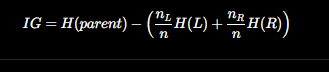 IG = H(parent) − (n_L/n H(L) + n_R/n H(R))